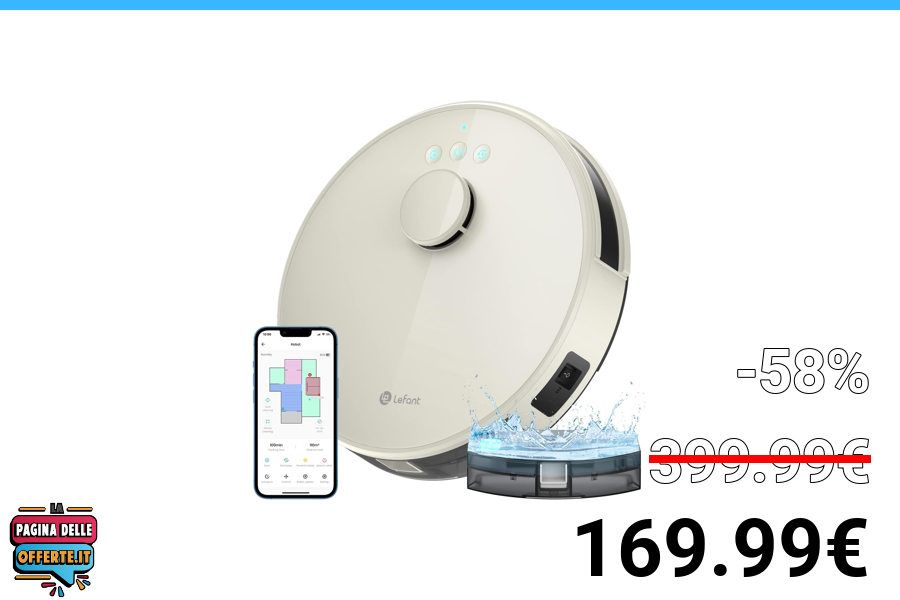 Lefant
-58%
399.99€
169.99€
LA
PAGINA DELLE
OFFERTE.IT